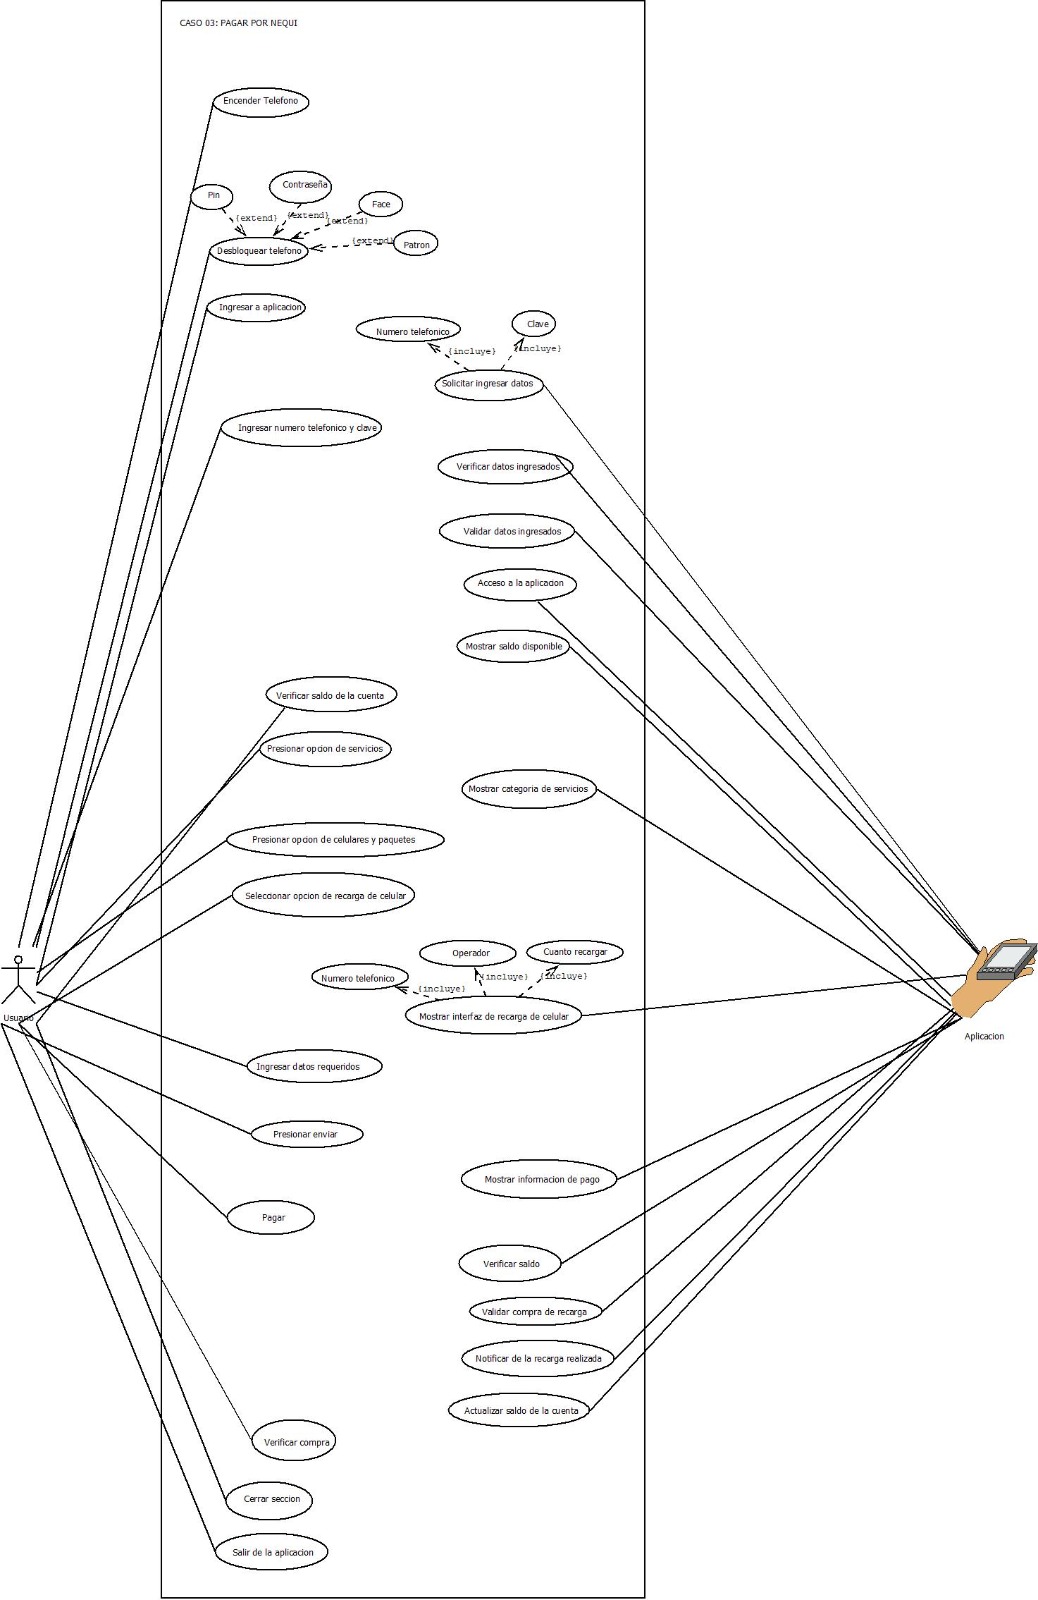 CASO 03: PAGAR POR NEQUI
Encender Telefono
Pin
Contraseña
Face
Patron
{extend}
{extend}
{extend}
{extend}
Desbloquear telefono
Ingresar a aplicacion
Numero telefonico
Clave
{incluye}
{incluye}
Solicitar ingresar datos
Ingresar numero telefonico y clave
Verificar datos ingresados
Validar datos ingresados
Acceso a la aplicacion
Mostrar saldo disponible
Verificar saldo de la cuenta
Presionar opcion de servicios
Mostrar categoria de servicios
Presionar opcion de celulares y paquetes
Seleccionar opcion de recarga de celular
Operador
Cuanto recargar
Numero telefonico
{incluye}
{incluye}
{incluye}
Mostrar interfaz de recarga de celular
Usuario
Aplicacion
Ingresar datos requeridos
Presionar enviar
Mostrar informacion de pago
Pagar
Verificar saldo
Validar compra de recarga
Notificar de la recarga realizada
Actualizar saldo de la cuenta
Verificar compra
Cerrar seccion
Salir de la aplicacion